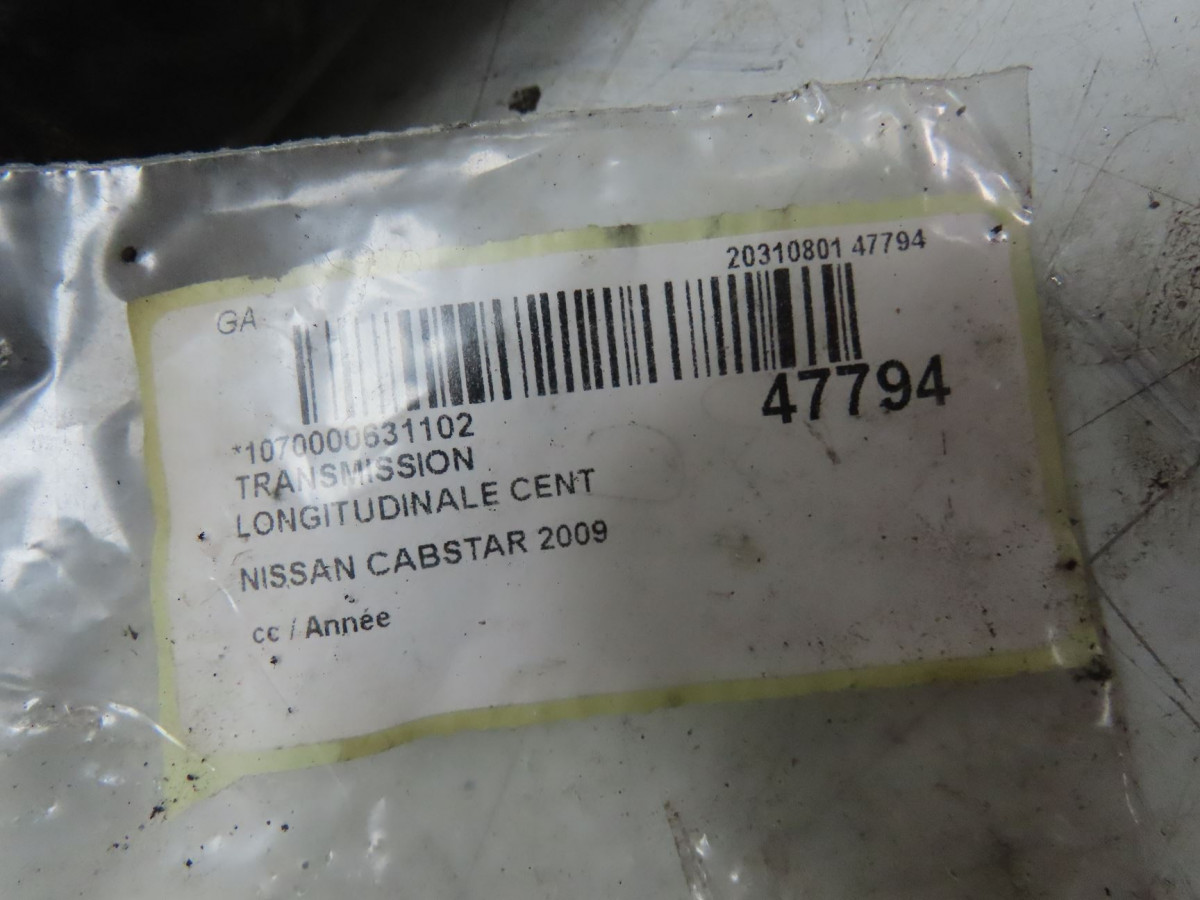 20310801 47794
GA
47794
*1070000631102
TRANSMISSION
LONGITUDINALE CENT
NISSAN CABSTAR 2009
cc / Année